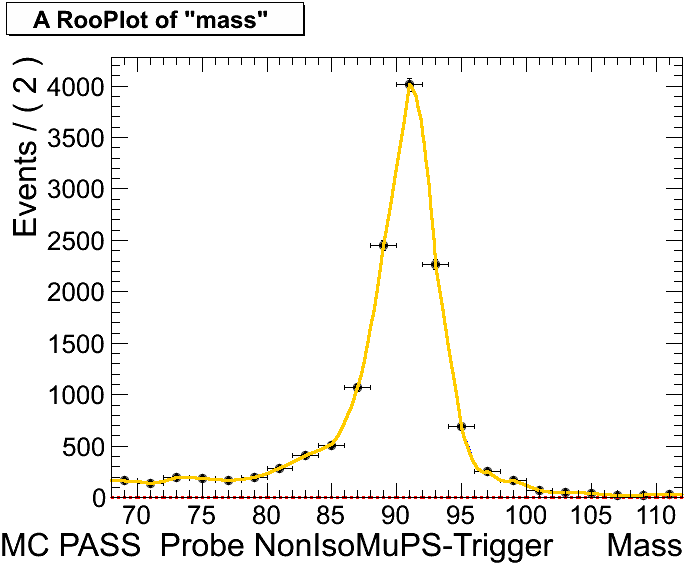 A RooPlot of "mass"
Events / ( 2 )
4000
3500
3000
2500
2000
1500
1000
500
0
70 75 80 85 90 95 100 105 110
MC PASS Probe NonIsoMuPS-Trigger Mass